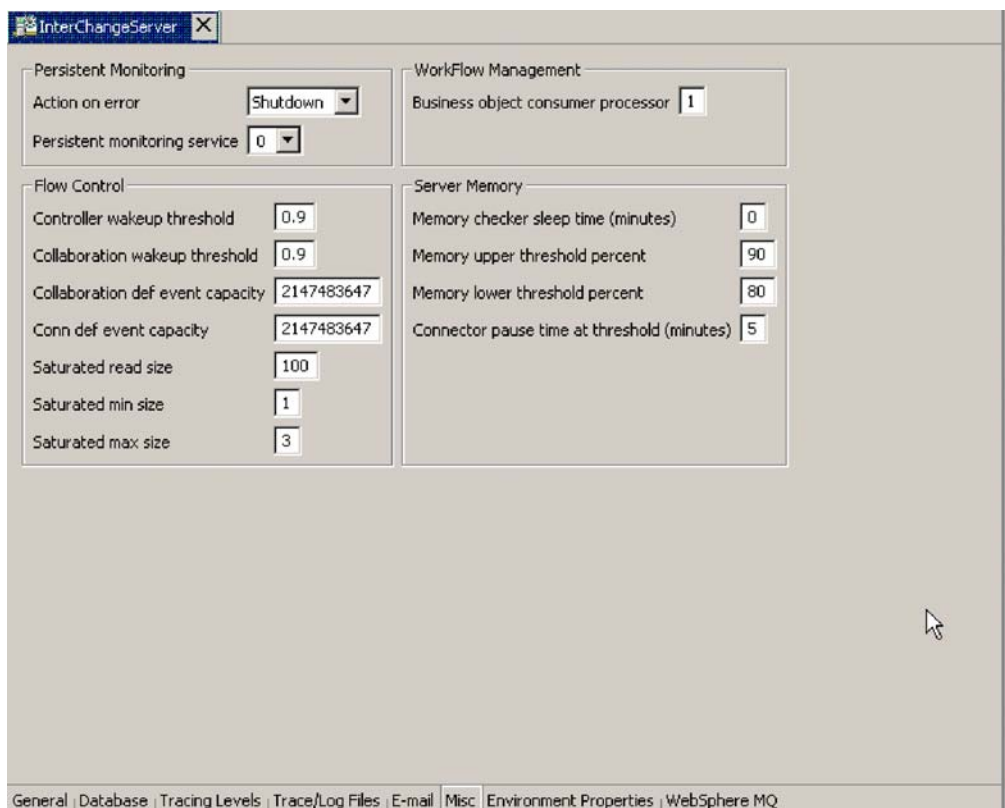 InterChangeServer X
Persistent Monitoring
Action on error Shutdown
Persistent monitoring service 0
WorkFlow Management
Business object consumer processor 1
Flow Control
Controller wakeup threshold 0.9
Collaboration wakeup threshold 0.9
Collaboration def event capacity 2147483647
Conn def event capacity 2147483647
Saturated read size 100
Saturated min size 1
Saturated max size 3
Server Memory
Memory checker sleep time (minutes) 0
Memory upper threshold percent 90
Memory lower threshold percent 80
Connector pause time at threshold (minutes) 5
General Database Tracing Levels Trace/Log Files E-mail Misc Environment Properties WebSphere MQ